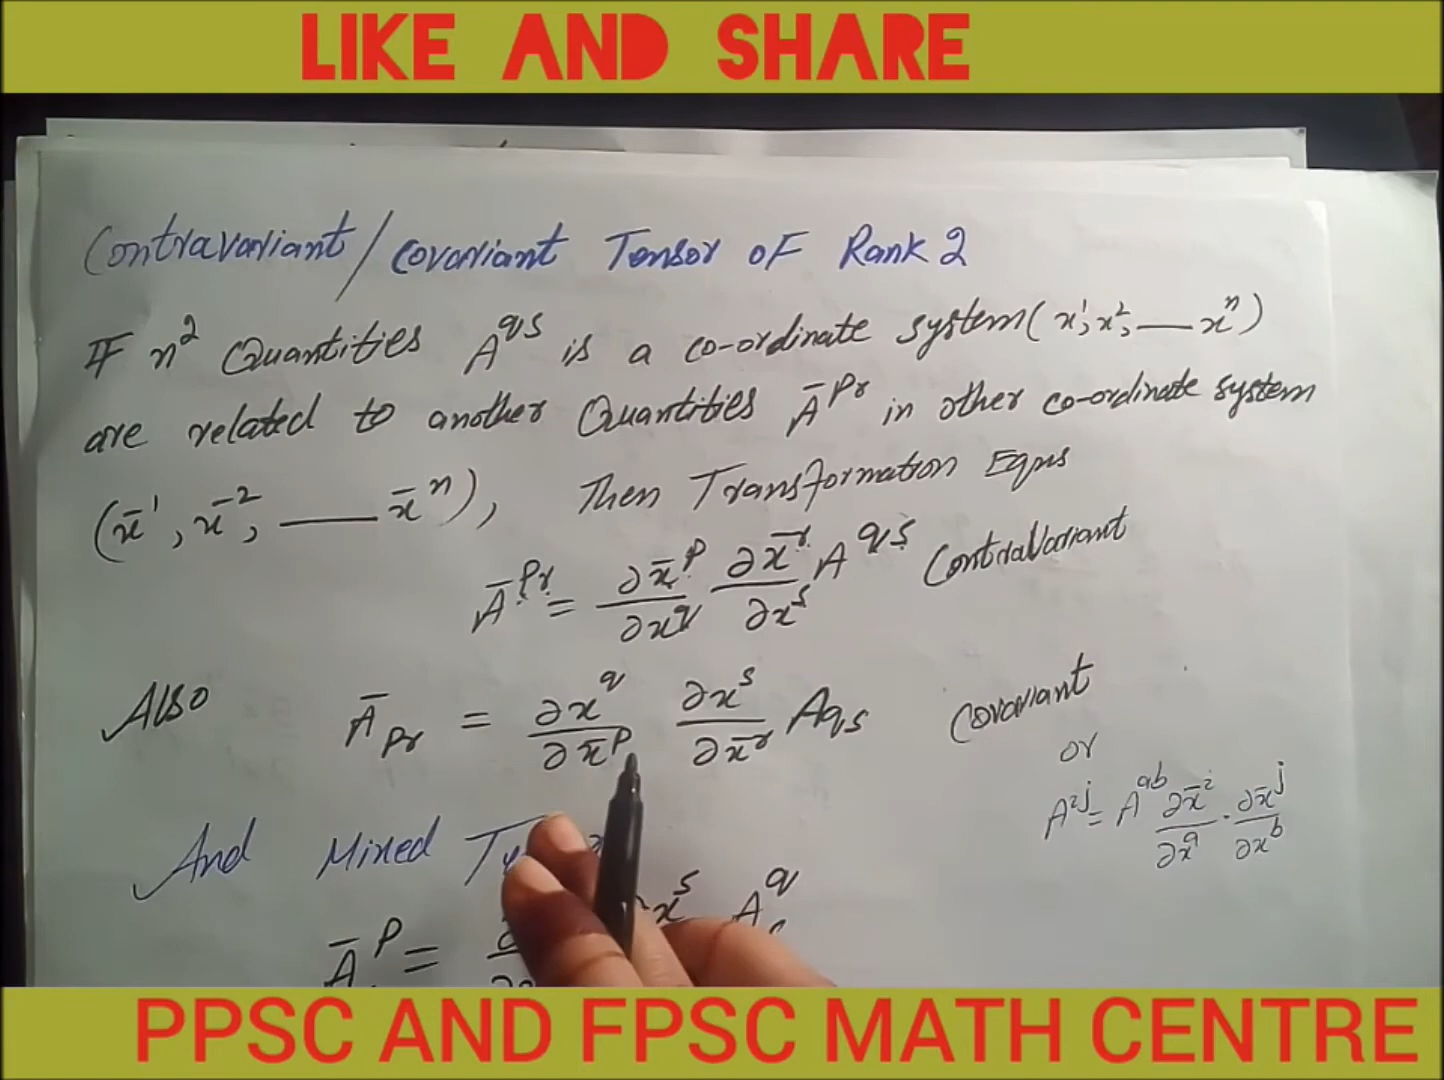 LIKE AND SHARE
Contravariant/covariant Tensor of Rank 2
If n² Quantities A^qs is a co-ordinate system (x¹, x², — xⁿ)
are related to another Quantities Ā^pr in other co-ordinate system
(x̄¹, x̄², — x̄ⁿ), Then Transformation Eqns
Ā^pr = ∂x̄^p/∂x^q ∂x̄^r/∂x^s A^qs Contravariant
Also Ā_pr = ∂x^q/∂x̄^p ∂x^s/∂x̄^r A_qs covariant
or
A^ij = A^ab ∂x̄^i/∂x^a · ∂x̄^j/∂x^b
And Mixed
Ā^p = ∂x^s A^q
PPSC AND FPSC MATH CENTRE